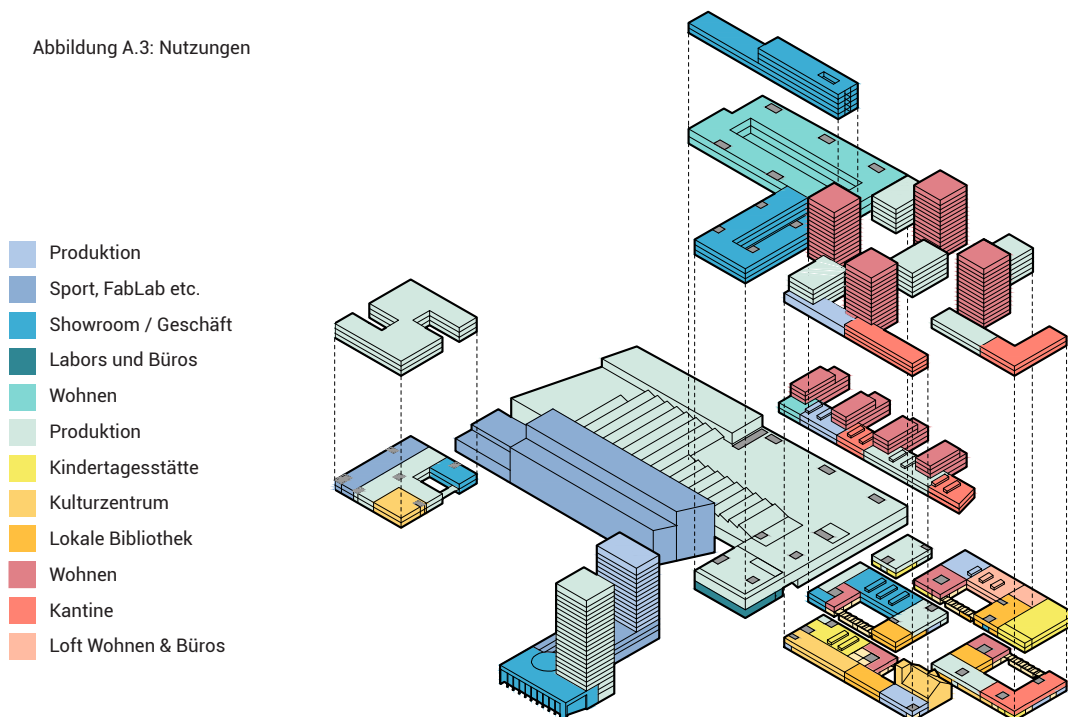 Abbildung A.3: Nutzungen
Produktion
Sport, FabLab etc.
Showroom / Geschäft
Labors und Büros
Wohnen
Produktion
Kindertagesstätte
Kulturzentrum
Lokale Bibliothek
Wohnen
Kantine
Loft Wohnen & Büros